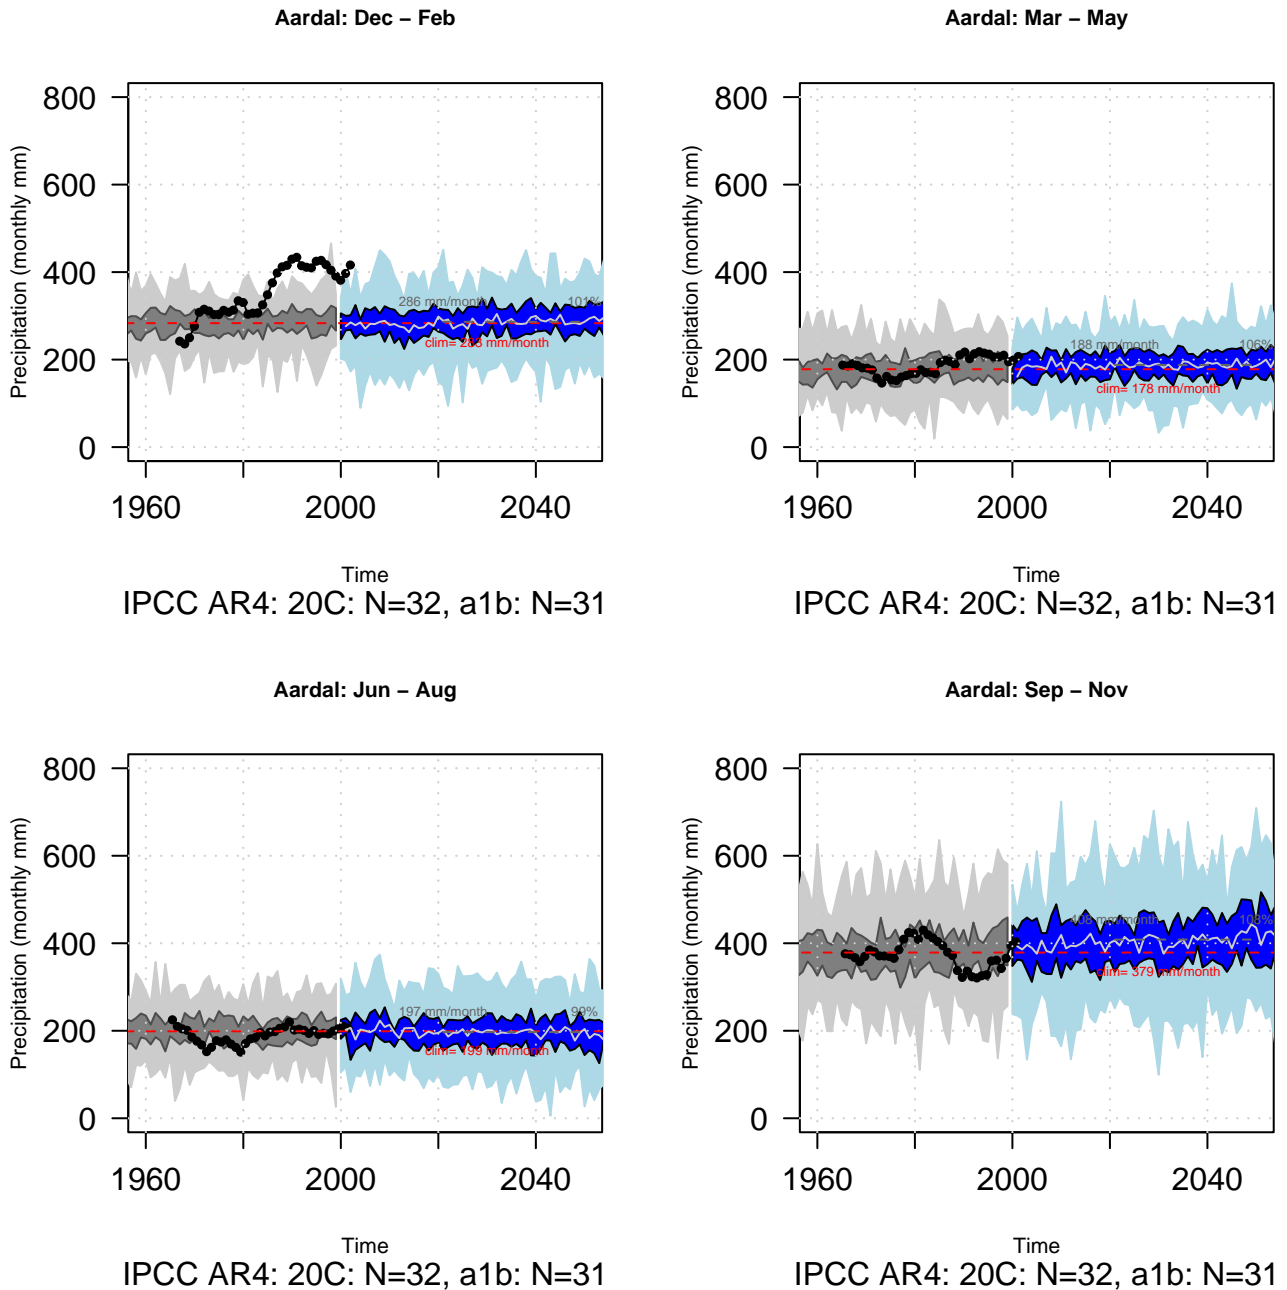 Aardal: Dec – Feb
Precipitation (monthly mm)
800
600
400
200
0
286 mm/month
101%
clim= 283 mm/month
1960
2000
2040
Time
IPCC AR4: 20C: N=32, a1b: N=31
Aardal: Mar – May
Precipitation (monthly mm)
800
600
400
200
0
188 mm/month
106%
clim= 178 mm/month
1960
2000
2040
Time
IPCC AR4: 20C: N=32, a1b: N=31
Aardal: Jun – Aug
Precipitation (monthly mm)
800
600
400
200
0
197 mm/month
99%
clim= 199 mm/month
1960
2000
2040
Time
IPCC AR4: 20C: N=32, a1b: N=31
Aardal: Sep – Nov
Precipitation (monthly mm)
800
600
400
200
0
408 mm/month
108%
clim= 379 mm/month
1960
2000
2040
Time
IPCC AR4: 20C: N=32, a1b: N=31